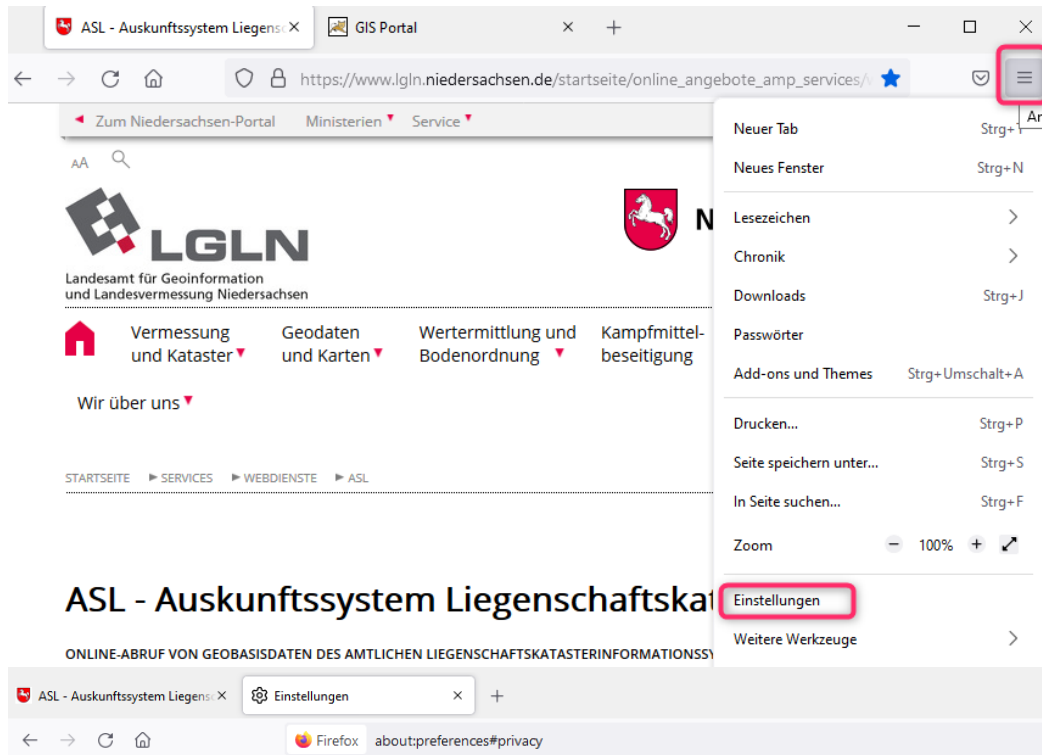 ASL - Auskunftssystem Liegens
GIS Portal
https://www.lgln.niedersachsen.de/startseite/online_angebote_amp_services/
Zum Niedersachsen-Portal Ministerien Service
AA
LGLN
Landesamt für Geoinformation
und Landesvermessung Niedersachsen
N
Vermessung
und Kataster
Geodaten
und Karten
Wertermittlung und
Bodenordnung
Kampfmittel-
beseitigung
Wir über uns
STARTSEITE SERVICES WEBDIENSTE ASL
ASL - Auskunftssystem Liegenschaftskat
ONLINE-ABRUF VON GEOBASISDATEN DES AMTLICHEN LIEGENSCHAFTSKATASTERINFORMATIONSSY
Ar
Neuer Tab Strg+T
Neues Fenster Strg+N
Lesezeichen
Chronik
Downloads Strg+J
Passwörter
Add-ons und Themes Strg+Umschalt+A
Drucken... Strg+P
Seite speichern unter... Strg+S
In Seite suchen... Strg+F
Zoom − 100% +
Einstellungen
Weitere Werkzeuge
ASL - Auskunftssystem Liegens
Einstellungen
Firefox about:preferences#privacy